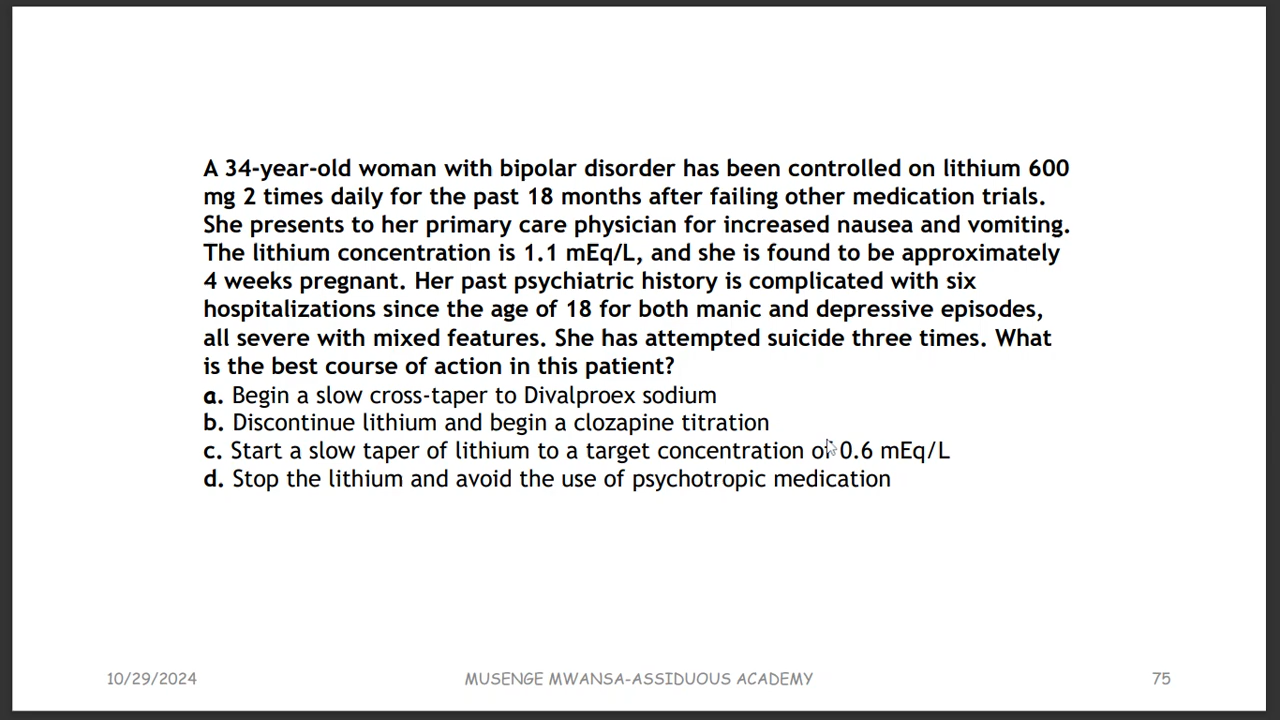 A 34-year-old woman with bipolar disorder has been controlled on lithium 600
mg 2 times daily for the past 18 months after failing other medication trials.
She presents to her primary care physician for increased nausea and vomiting.
The lithium concentration is 1.1 mEq/L, and she is found to be approximately
4 weeks pregnant. Her past psychiatric history is complicated with six
hospitalizations since the age of 18 for both manic and depressive episodes,
all severe with mixed features. She has attempted suicide three times. What
is the best course of action in this patient?
a. Begin a slow cross-taper to Divalproex sodium
b. Discontinue lithium and begin a clozapine titration
c. Start a slow taper of lithium to a target concentration of 0.6 mEq/L
d. Stop the lithium and avoid the use of psychotropic medication
10/29/2024 MUSENGE MWANSA-ASSIDUOUS ACADEMY 75